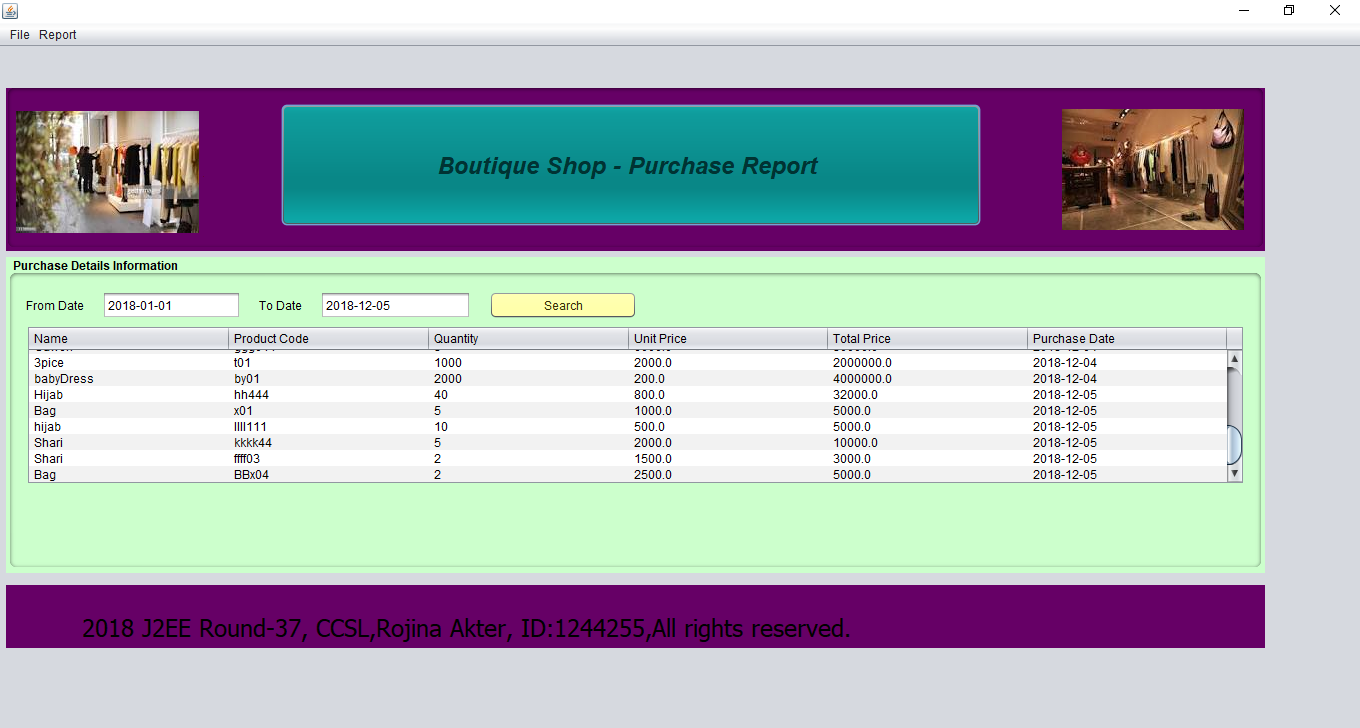 File Report
Boutique Shop - Purchase Report
gettyimages
Purchase Details Information
From Date 2018-01-01 To Date 2018-12-05 Search
Name Product Code Quantity Unit Price Total Price Purchase Date
3pice t01 1000 2000.0 2000000.0 2018-12-04
babyDress by01 2000 200.0 4000000.0 2018-12-04
Hijab hh444 40 800.0 32000.0 2018-12-05
Bag x01 5 1000.0 5000.0 2018-12-05
hijab llll111 10 500.0 5000.0 2018-12-05
Shari kkkk44 5 2000.0 10000.0 2018-12-05
Shari ffff03 2 1500.0 3000.0 2018-12-05
Bag BBx04 2 2500.0 5000.0 2018-12-05
2018 J2EE Round-37, CCSL,Rojina Akter, ID:1244255,All rights reserved.